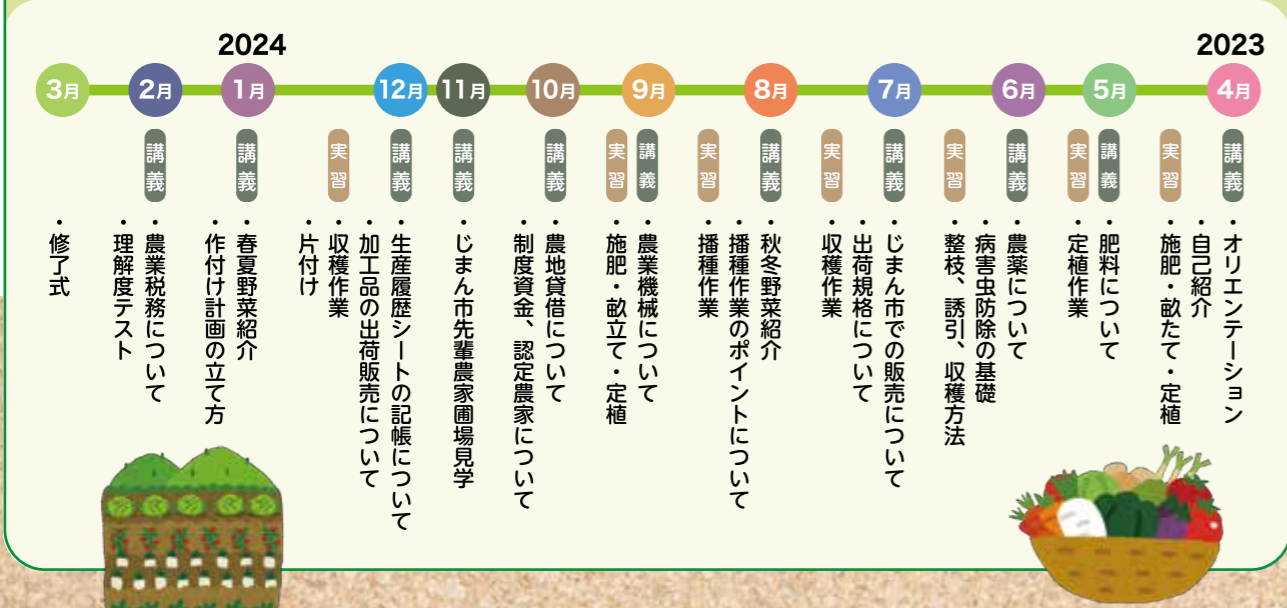 2023
4月
講義
・オリエンテーション
・自己紹介
実習
・施肥・畝たて・定植
5月
講義
・肥料について
実習
・定植作業
6月
講義
・農薬について
・病害虫防除の基礎
実習
・整枝、誘引、収穫方法
7月
講義
・じまん市での販売について
・出荷規格について
実習
・収穫作業
8月
講義
・秋冬野菜紹介
・播種作業のポイントについて
実習
・播種作業
9月
講義
・農業機械について
実習
・施肥・畝立て・定植
10月
講義
・農地貸借について
・制度資金、認定農家について
11月
講義
・じまん市先輩農家圃場見学
12月
講義
・生産履歴シートの記帳について
・加工品の出荷販売について
実習
・収穫作業
・片付け
2024
1月
講義
・春夏野菜紹介
・作付け計画の立て方
2月
講義
・農業税務について
・理解度テスト
3月
・修了式